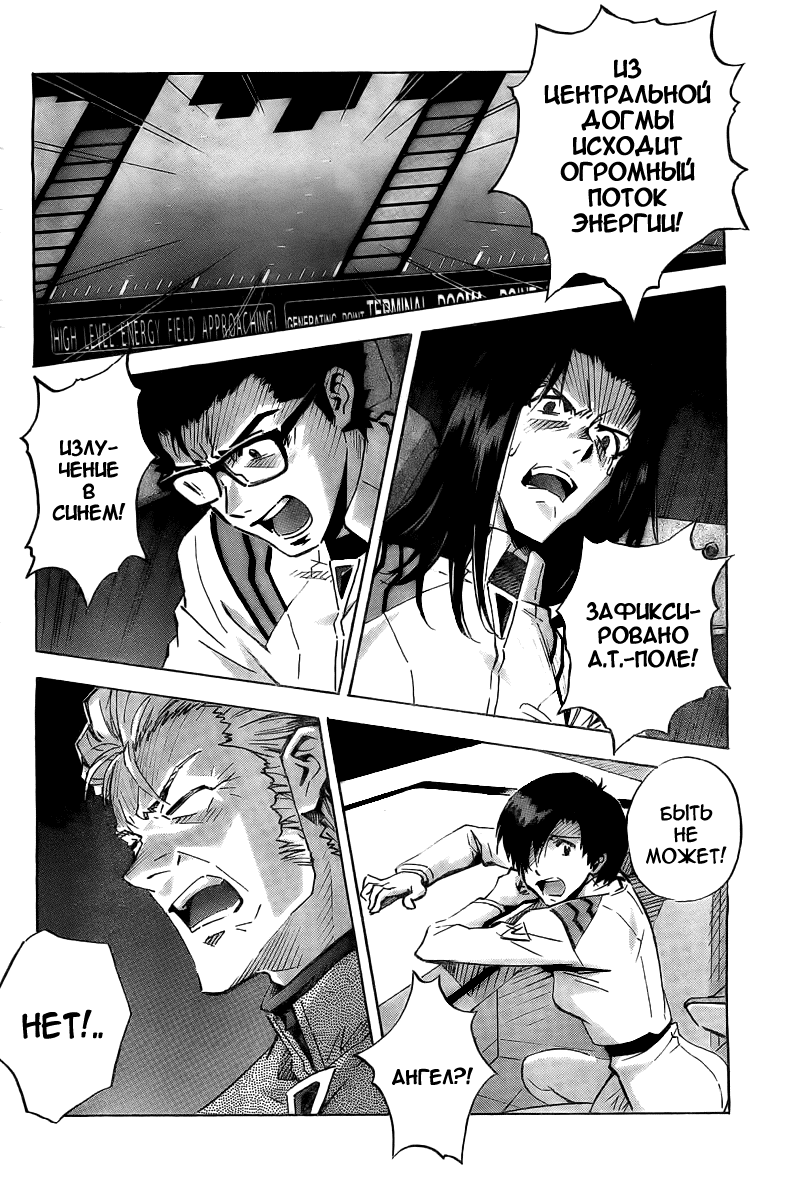 ИЗ
ЦЕНТРАЛЬНОЙ
ДОГМЫ
ИСХОДИТ
ОГРОМНЫЙ
ПОТОК
ЭНЕРГИИ!
HIGH LEVEL ENERGY FIELD APPROACHING
GENERATING POINT TERMINAL DOGMA POINT
ИЗЛУ-
ЧЕНИЕ
В
СИНЕМ!
ЗАФИКСИ-
РОВАНО
А.Т.-ПОЛЕ!
БЫТЬ
НЕ
МОЖЕТ!
НЕТ!..
АНГЕЛ?!